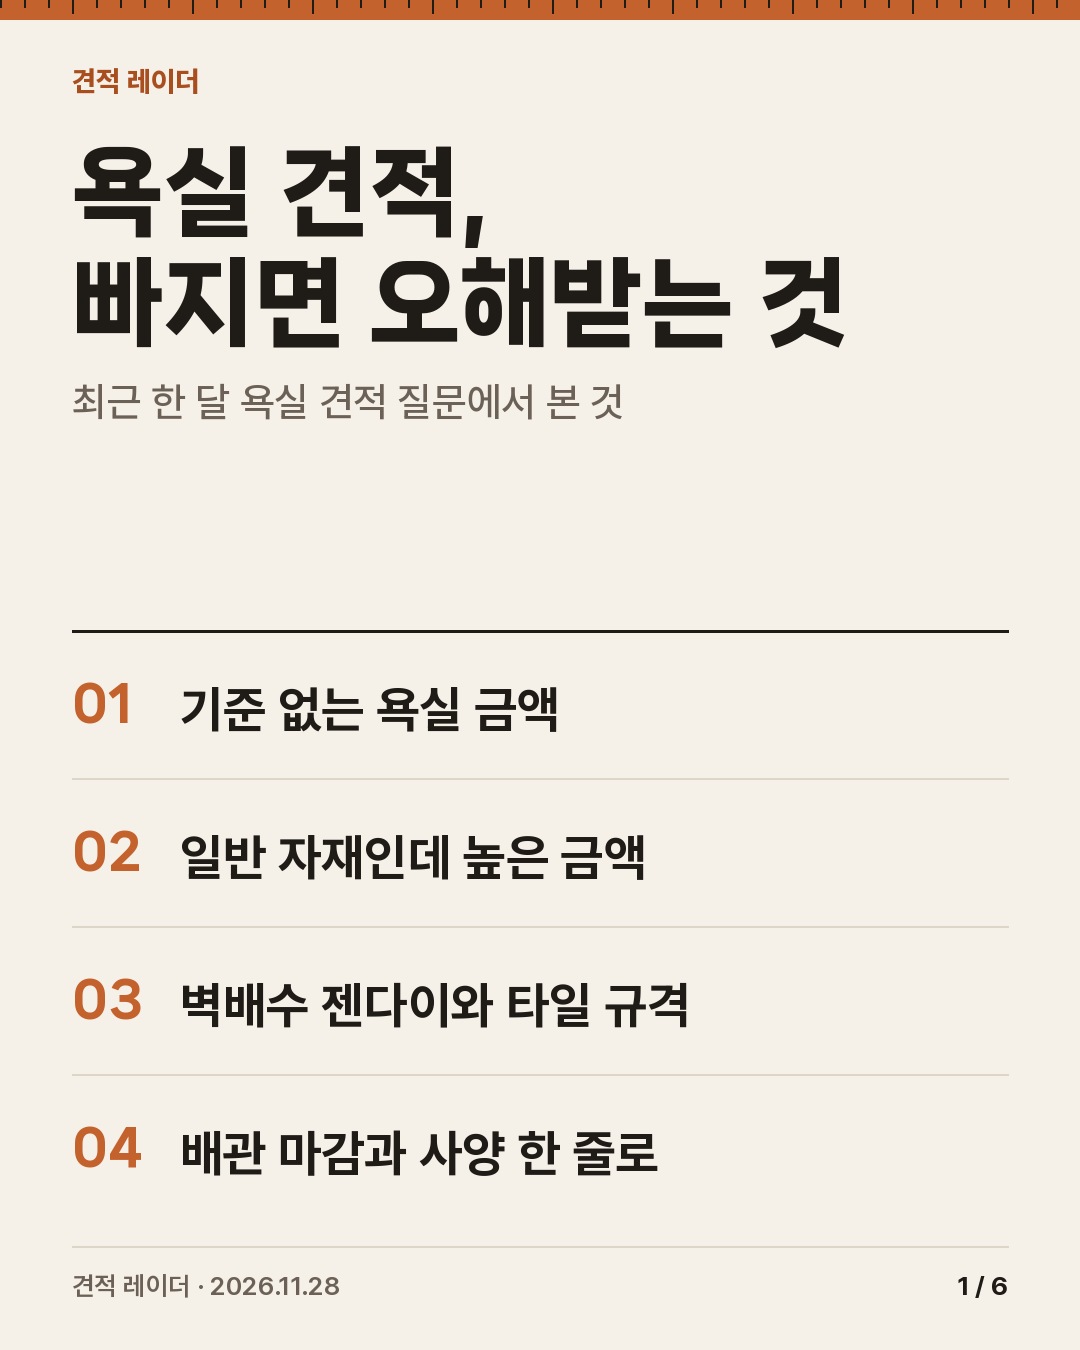 견적 레이더
욕실 견적,
빠지면 오해받는 것
최근 한 달 욕실 견적 질문에서 본 것
01 기준 없는 욕실 금액
02 일반 자재인데 높은 금액
03 벽배수 젠다이와 타일 규격
04 배관 마감과 사양 한 줄로
견적 레이더 · 2026.11.28
1 / 6